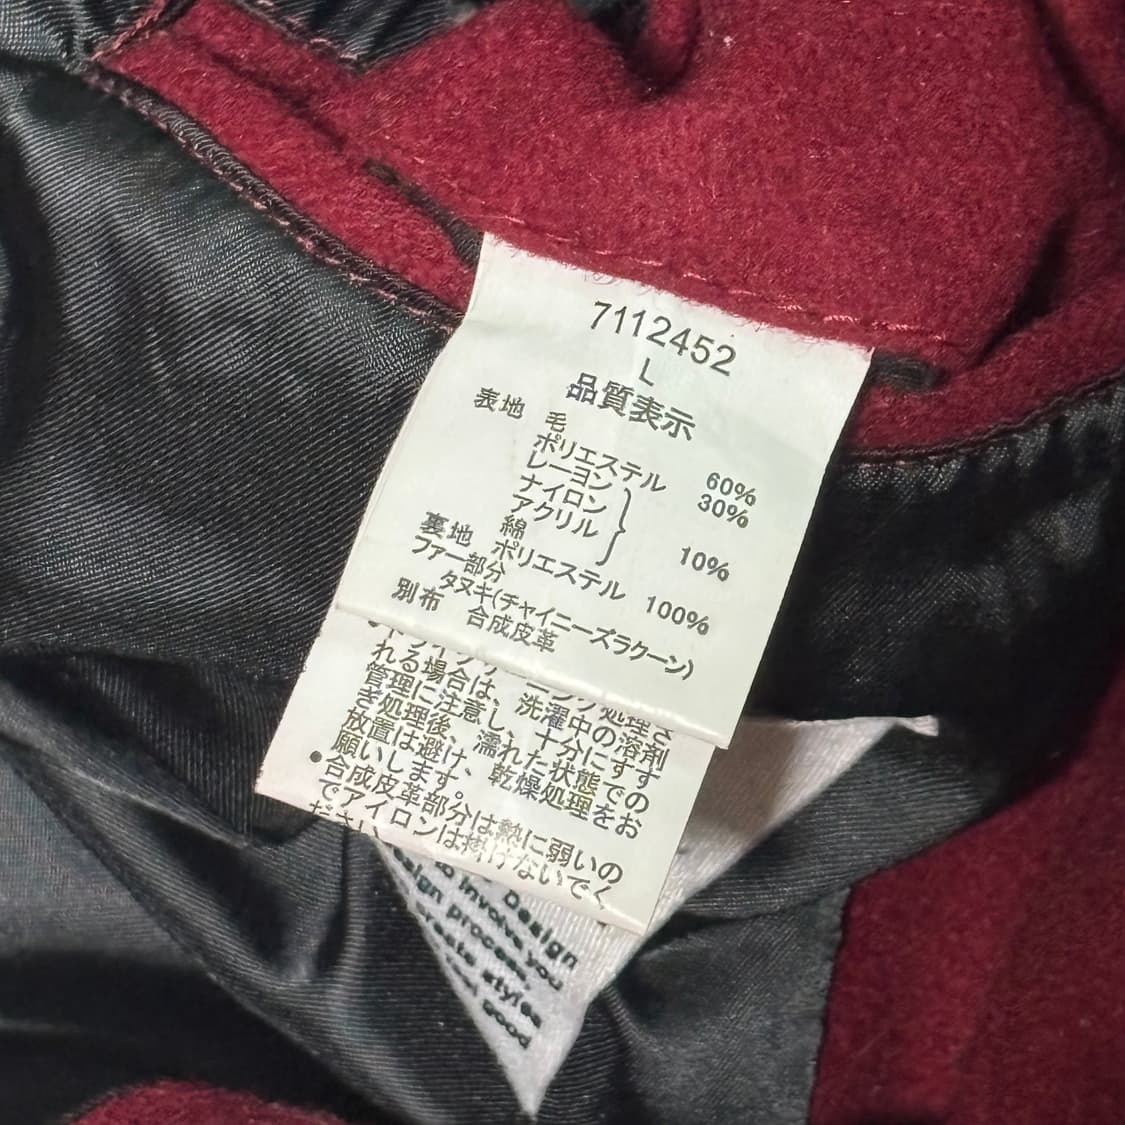 7112452
L
品質表示
表地 毛 60%
ポリエステル 30%
レーヨン
ナイロン
アクリル
綿 10%
裏地 ポリエステル 100%
ファー部分
タヌキ(チャイニーズラクーン)
別布 合成皮革
処理さ
れる場合は、洗濯中の溶剤
管理に注意し、十分にすす
ぎ処理後、濡れた状態での
放置は避け、乾燥処理をお
願いします。
•合成皮革部分は熱に弱いの
でアイロンは掛けないでく
ださい
Design
to involve you
process,
create styles
good